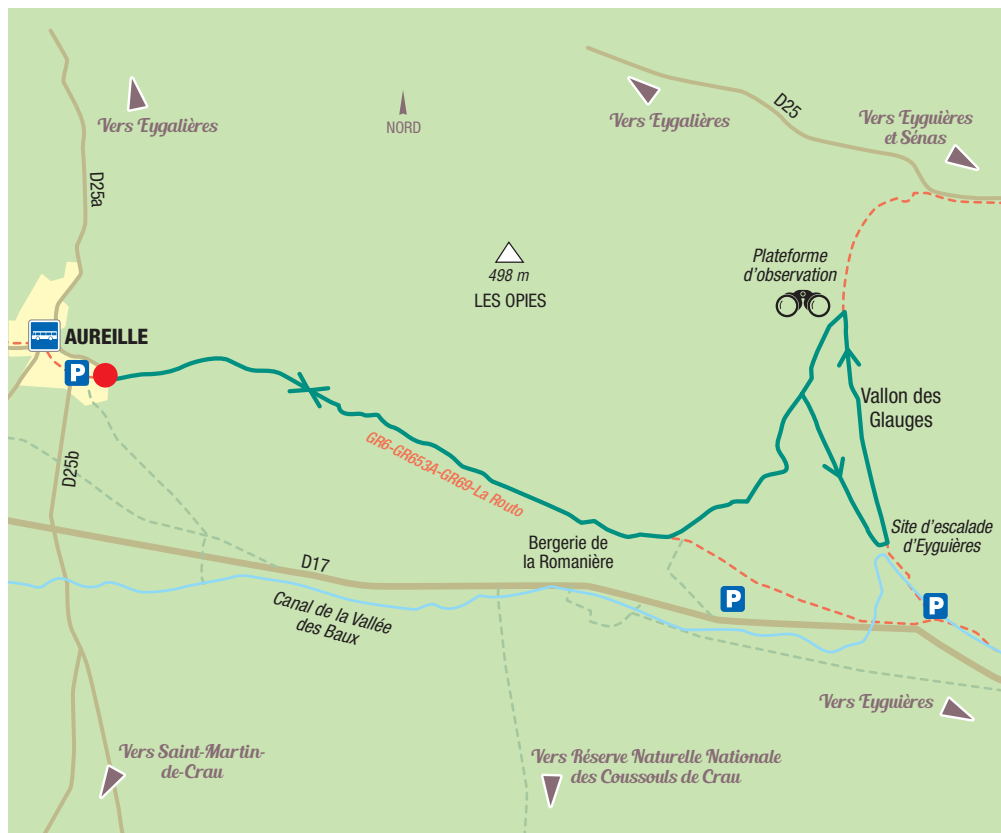 D25
Vers Eygalières
NORD
Vers Eygalières
Vers Eyguières
et Sénas
D25a
Plateforme
d'observation
498 m
LES OPIES
AUREILLE
P
Vallon des
Glauges
GR6-GR653A-GR69-La Routo
D25b
Site d'escalade
d'Eyguières
Bergerie de
la Romanière
D17
Canal de la Vallée
des Baux
P
P
Vers Eyguières
Vers Saint-Martin-
de-Crau
Vers Réserve Naturelle Nationale
des Coussouls de Crau